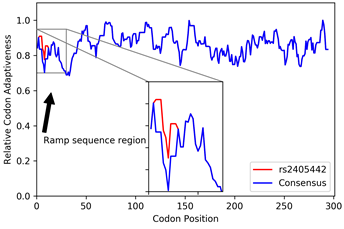 Relative Codon Adaptiveness
1.0
0.8
0.6
0.4
0.2
0.0
Ramp sequence region
rs2405442
Consensus
0 50 100 150 200 250 300
Codon Position